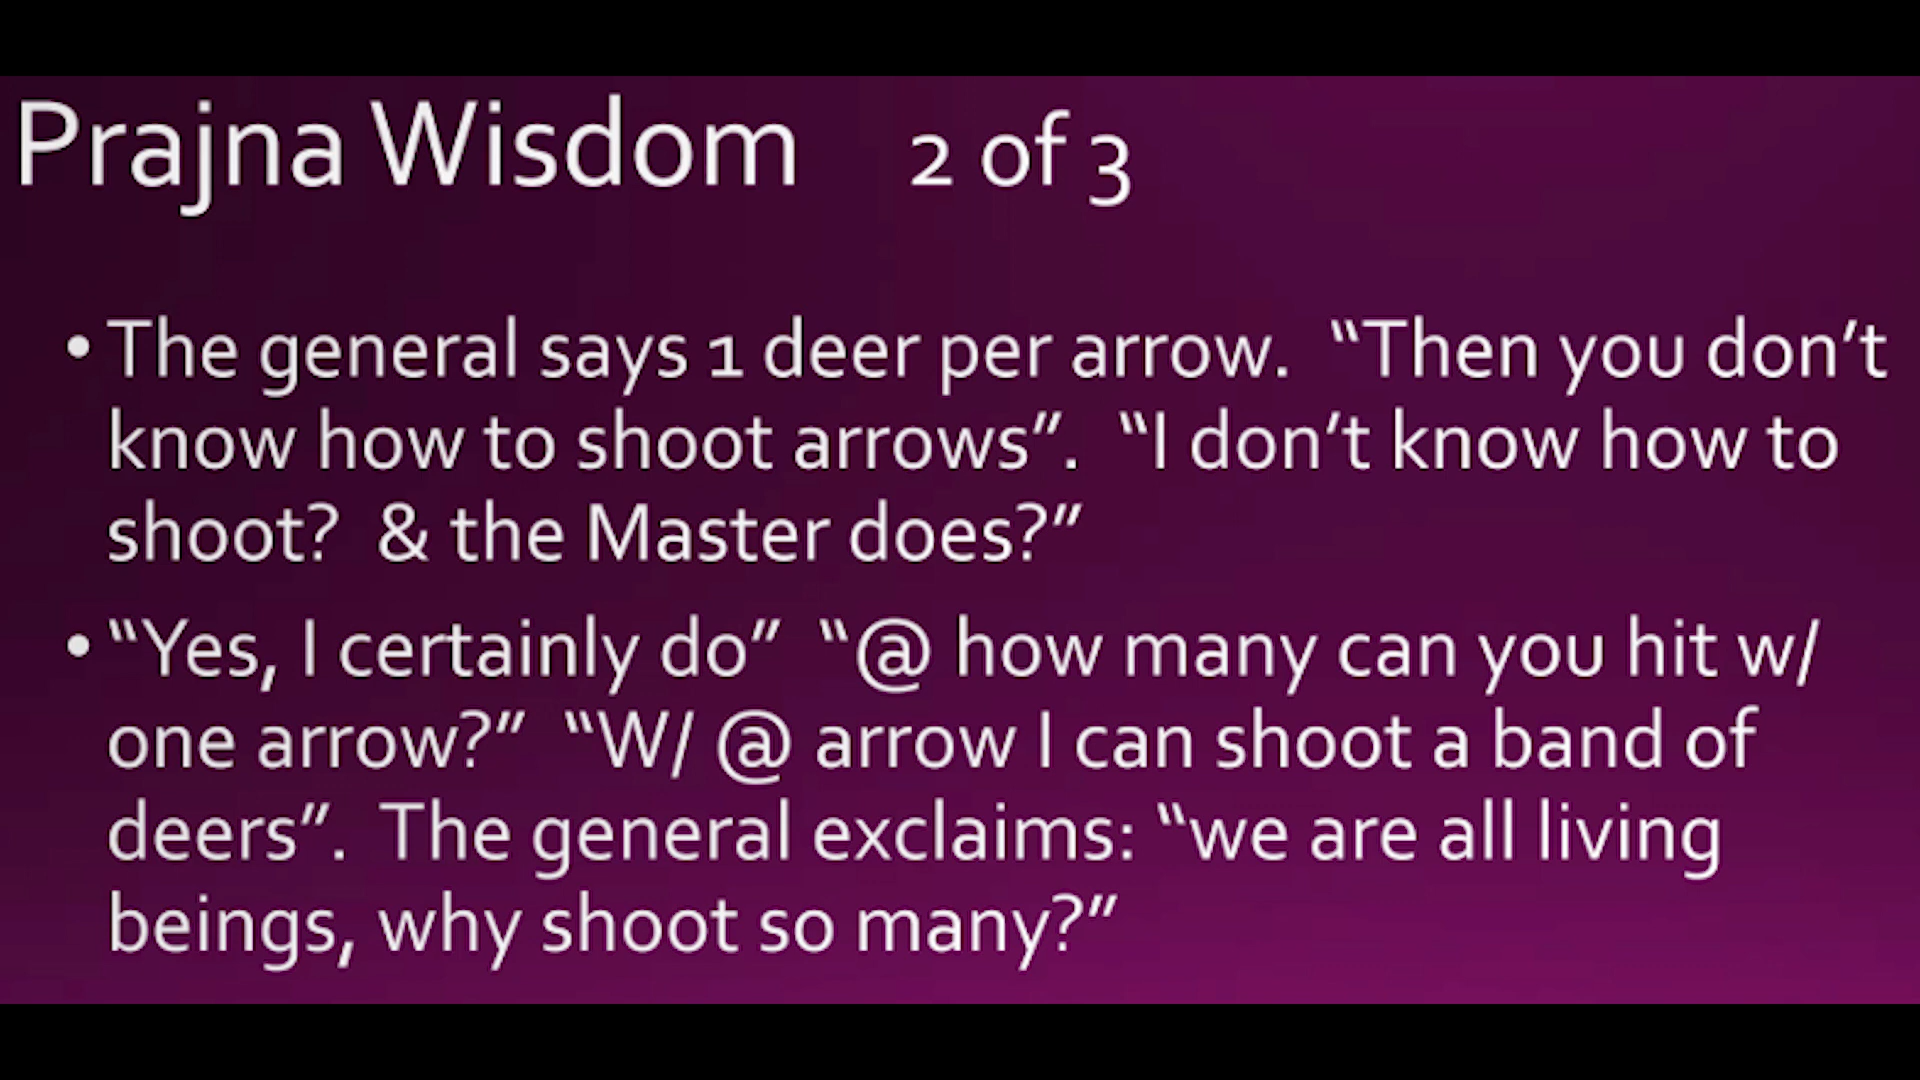 Prajna Wisdom 2 of 3
• The general says 1 deer per arrow. “Then you don’t
know how to shoot arrows”. “I don’t know how to
shoot? & the Master does?”
• “Yes, I certainly do” “@ how many can you hit w/
one arrow?” “W/ @ arrow I can shoot a band of
deers”. The general exclaims: “we are all living
beings, why shoot so many?”